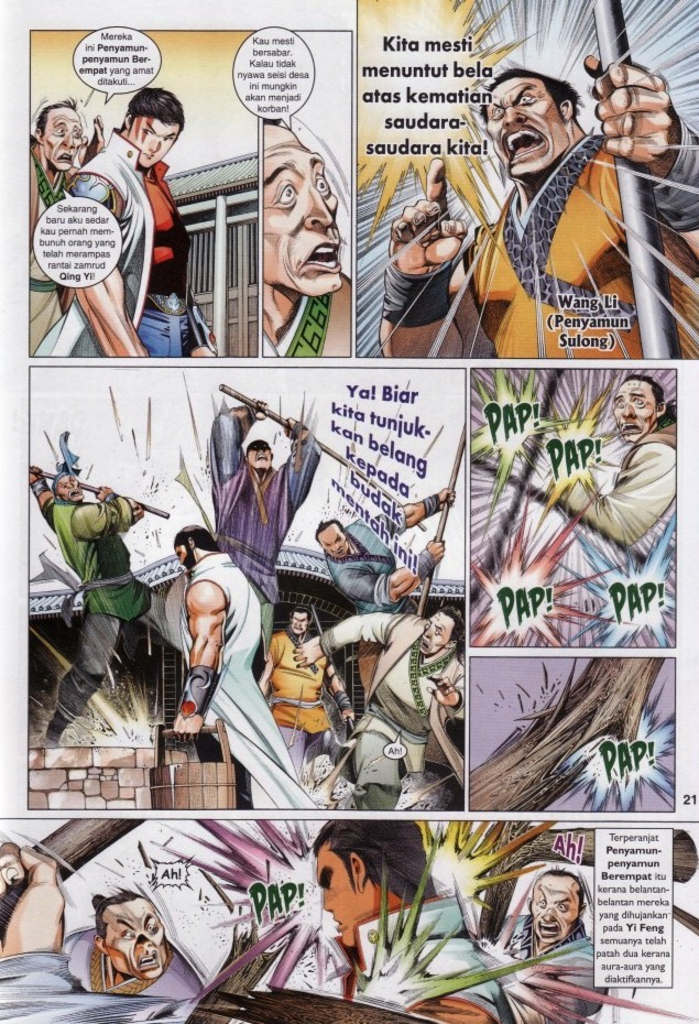 Mereka
ini Penyamun-
penyamun Ber-
empat yang amat
ditakuti...
Sekarang
baru aku sedar
kau pernah mem-
bunuh orang yang
telah merampas
rantai zamrud
Qing Yi!
Kau mesti
bersabar.
Kalau tidak
nyawa seisi desa
ini mungkin
akan menjadi
korban!
Kita mesti
menuntut bela
atas kematian
saudara-
saudara kita!
Wang Li
(Penyamun
Sulong)
Ya! Biar
kita tunjuk-
kan belang
kepada
budak
mentah ini!
Ah!
PAP!
PAP!
PAP!
PAP!
PAP!
21
Ah!
PAP!
Ah!
Terperanjat
Penyamun-
penyamun
Berempat itu
kerana belantan-
belantan mereka
yang dihujankan
pada Yi Feng
semuanya telah
patah dua kerana
aura-aura yang
diaktifkannya.